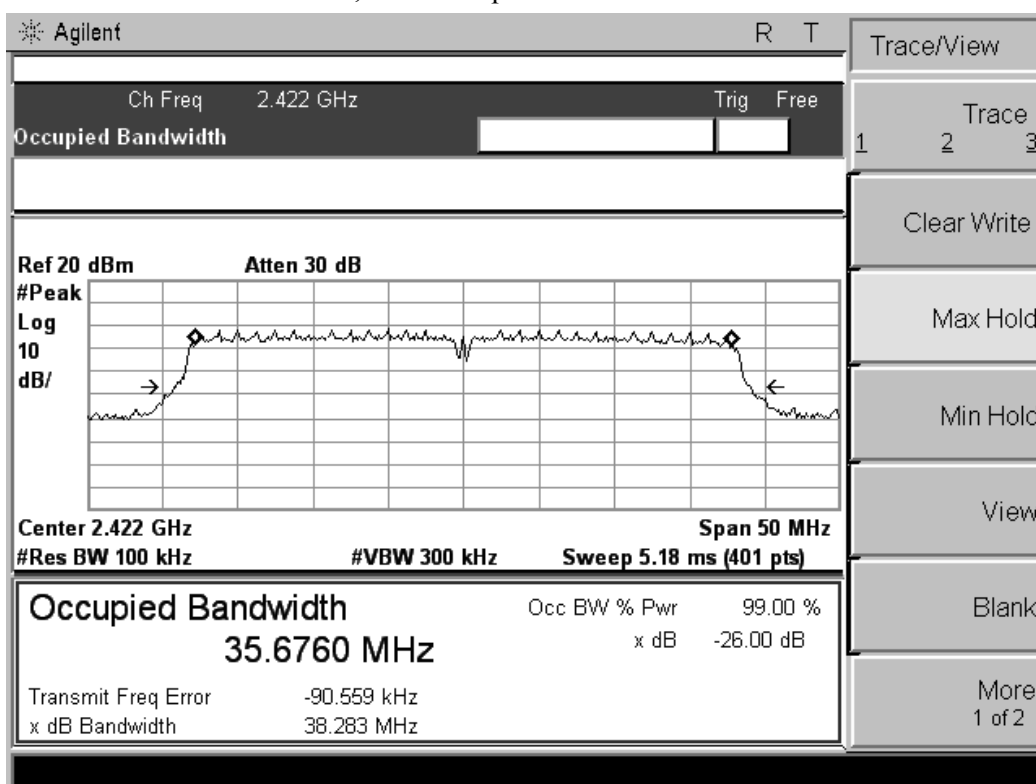 Agilent R T
Trace/View
Ch Freq 2.422 GHz Trig Free
Occupied Bandwidth
Trace
1 2 3
Clear Write
Ref 20 dBm Atten 30 dB
#Peak
Log
10
dB/
Max Hold
Min Hold
Center 2.422 GHz Span 50 MHz
#Res BW 100 kHz #VBW 300 kHz Sweep 5.18 ms (401 pts)
View
Occupied Bandwidth Occ BW % Pwr 99.00 %
35.6760 MHz x dB -26.00 dB
Transmit Freq Error -90.559 kHz
x dB Bandwidth 38.283 MHz
Blank
More
1 of 2